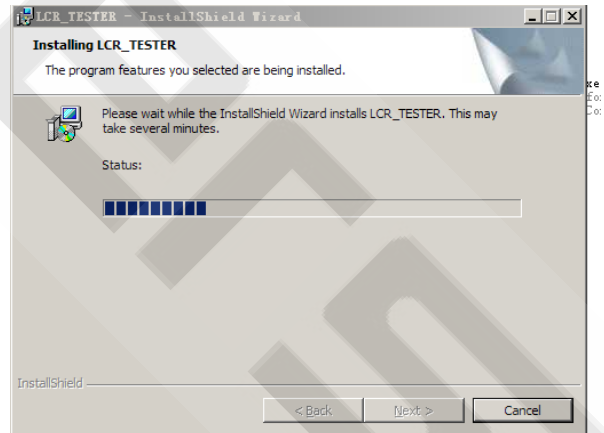 LCR_TESTER - InstallShield Wizard
Installing LCR_TESTER
The program features you selected are being installed.
xe
Please wait while the InstallShield Wizard installs LCR_TESTER. This may
take several minutes.
Status:
InstallShield
< Back
Next >
Cancel